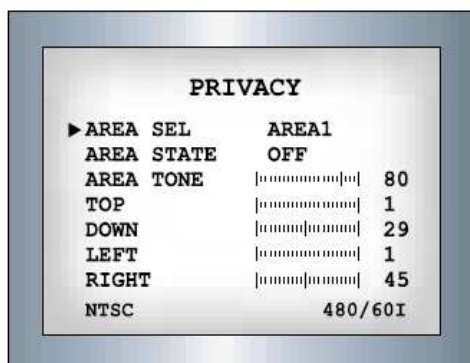 PRIVACY
▶AREA SEL AREA1
AREA STATE OFF
AREA TONE 80
TOP 1
DOWN 29
LEFT 1
RIGHT 45
NTSC 480/60I